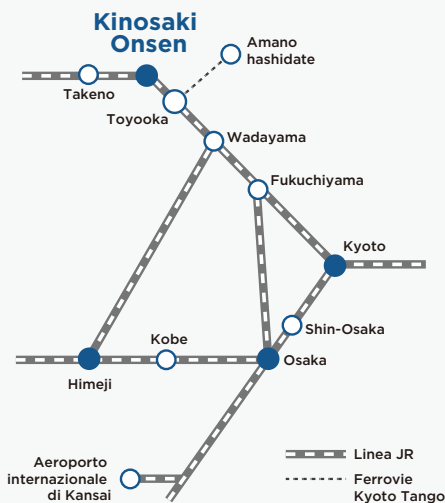 Kinosaki
Onsen
Amano
hashidate
Takeno
Toyooka
Wadayama
Fukuchiyama
Kyoto
Shin-Osaka
Kobe
Osaka
Himeji
Aeroporto
internazionale
di Kansai
Linea JR
Ferrovie
Kyoto Tango